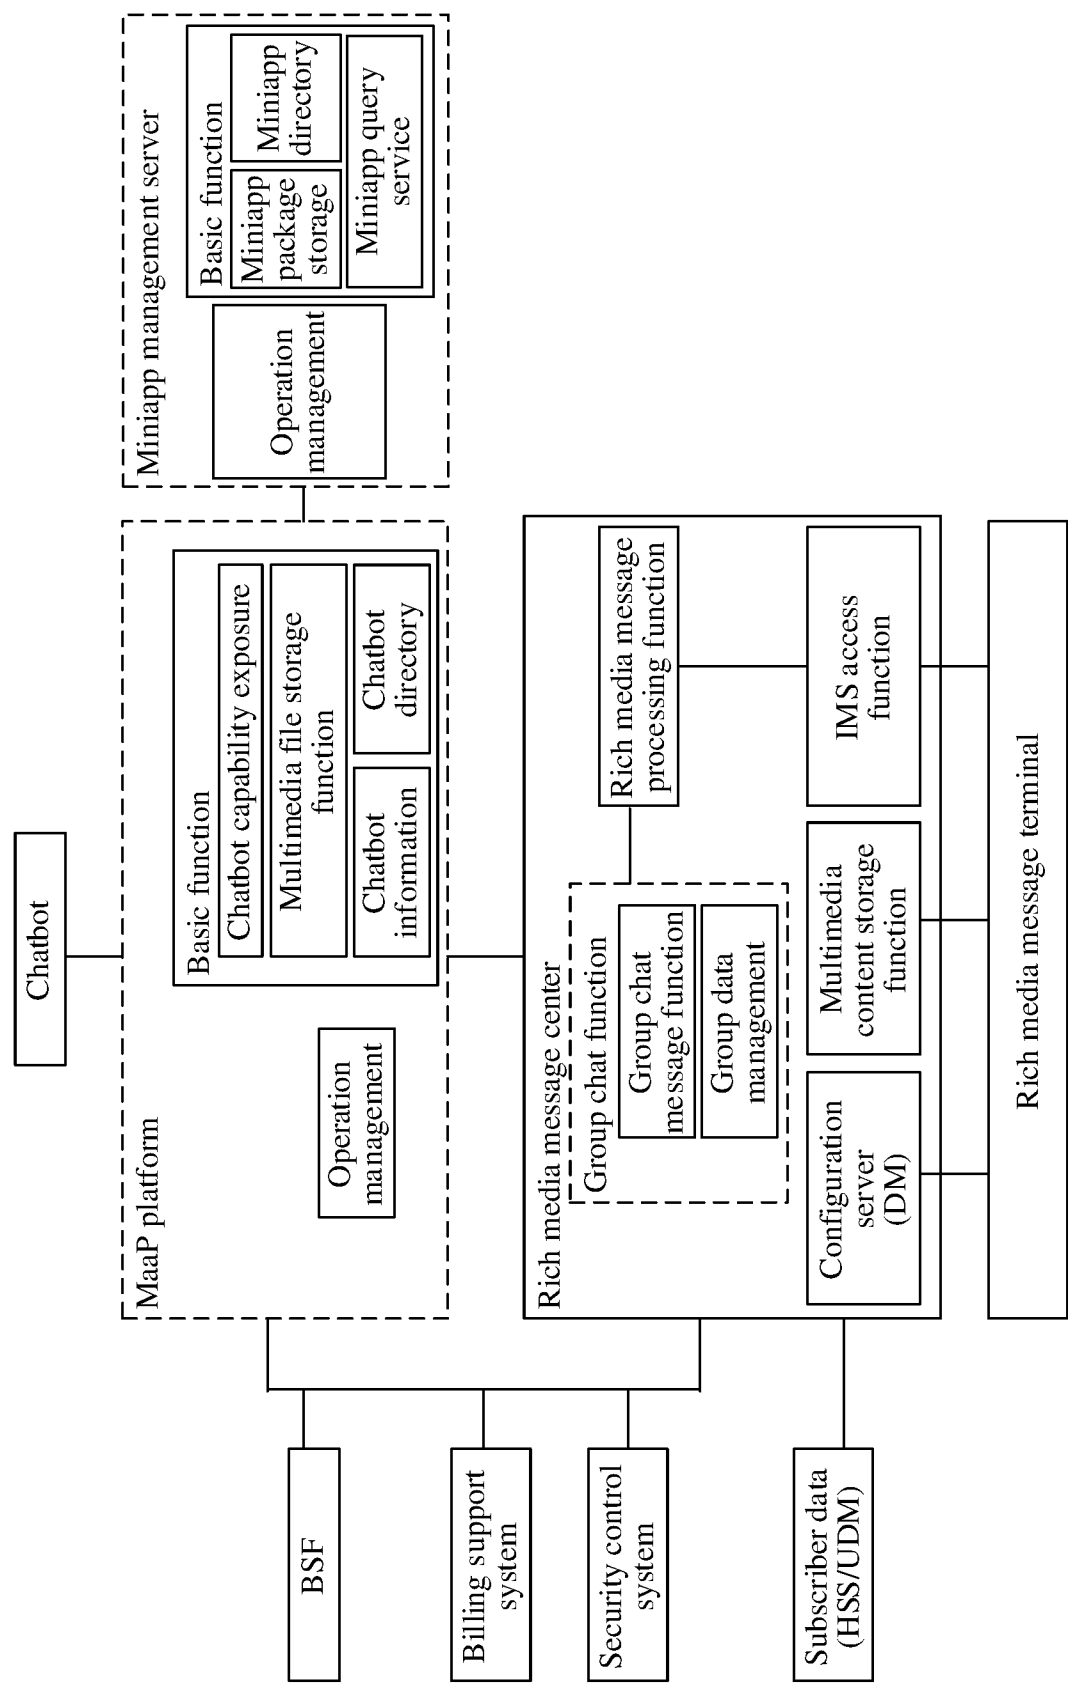 Chatbot
MaaP platform
Operation
management
Basic function
Chatbot capability exposure
Multimedia file storage
function
Chatbot
information
Chatbot
directory
Miniapp management server
Operation
management
Basic function
Miniapp
package
storage
Miniapp
directory
Miniapp query
service
BSF
Billing support
system
Security control
system
Subscriber data
(HSS/UDM)
Rich media message center
Group chat function
Group chat
message function
Group data
management
Rich media message
processing function
Configuration
server
(DM)
Multimedia
content storage
function
IMS access
function
Rich media message terminal